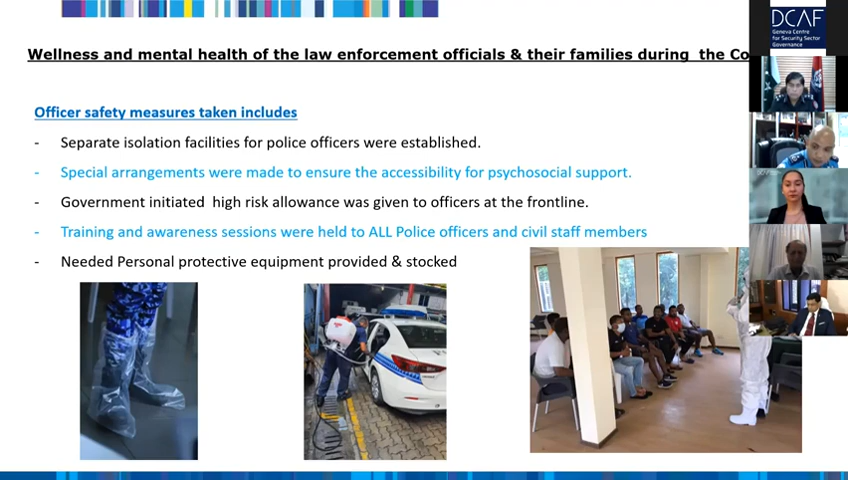 DCAF
Geneva Centre
for Security Sector
Governance
Wellness and mental health of the law enforcement officials & their families during the Co
Officer safety measures taken includes
- Separate isolation facilities for police officers were established.
- Special arrangements were made to ensure the accessibility for psychosocial support.
- Government initiated high risk allowance was given to officers at the frontline.
- Training and awareness sessions were held to ALL Police officers and civil staff members
- Needed Personal protective equipment provided & stocked